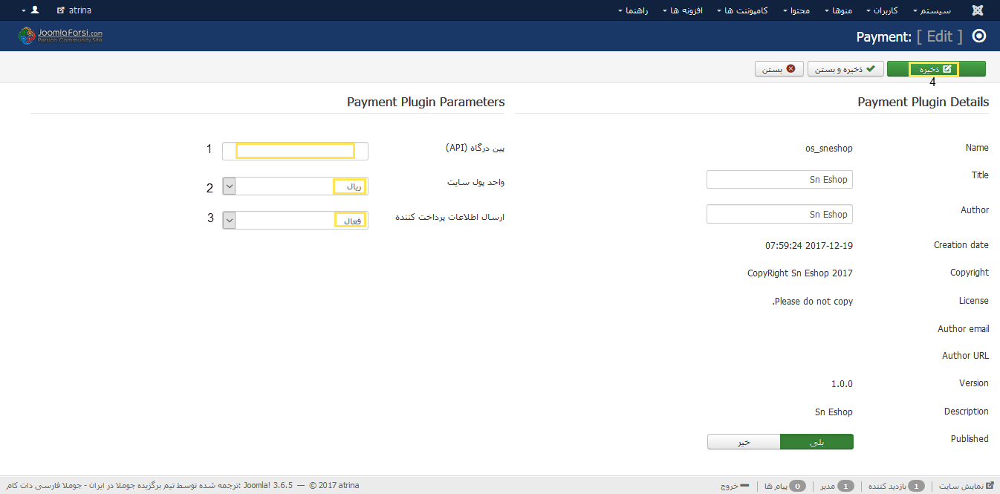 سیستم کاربران منوها محتوا کامپوننت ها افزونه ها راهنما atrina
Payment: [ Edit ]
JoomlaFarsi.com
Persian Community Site
ذخیره ذخیره و بستن بستن
4
Payment Plugin Details
Name os_sneshop
Title Sn Eshop
Author Sn Eshop
Creation date 07:59:24 2017-12-19
Copyright CopyRight Sn Eshop 2017
License .Please do not copy
Author email
Author URL
Version 1.0.0
Description Sn Eshop
Published بلی خیر
Payment Plugin Parameters
پین درگاه (API) 1
واحد پول سایت ریال 2
ارسال اطلاعات پرداخت کننده فعال 3
نمایش سایت 1 بازدید کننده 1 مدیر 0 پیام ها خروج
Joomla! 3.6.5 — © 2017 atrina :ترجمه شده توسط تیم برگزیده جوملا در ایران - جوملا فارسی دات کام